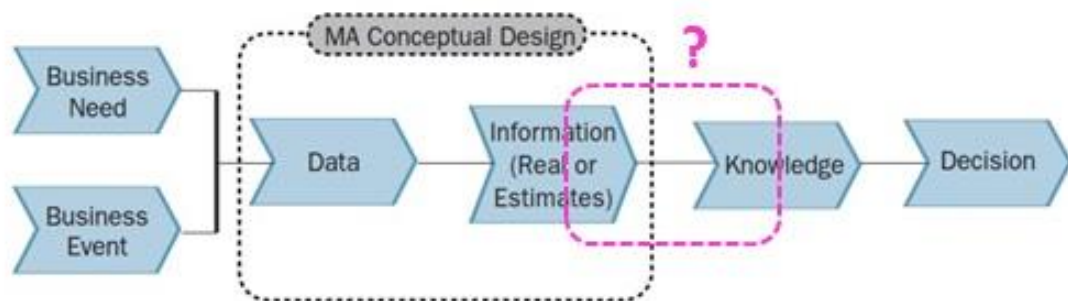 MA Conceptual Design
?
Business
Need
Business
Event
Data
Information
(Real or
Estimates)
Knowledge
Decision